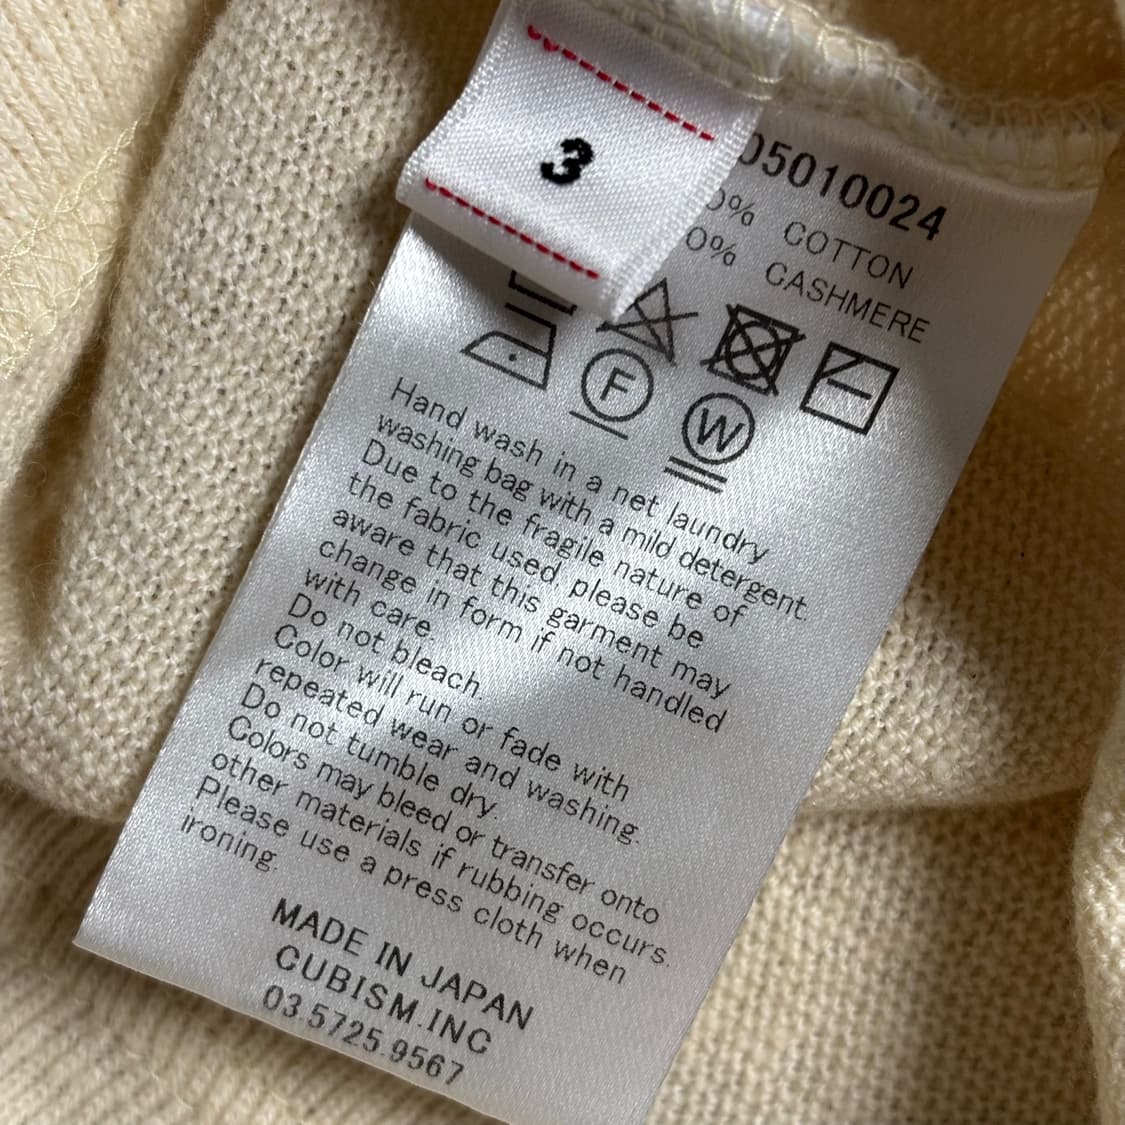 3
05010024
0% COTTON
0% CASHMERE
F
W
Hand wash in a net laundry
washing bag with a mild detergent.
Due to the fragile nature of
the fabric used, please be
aware that this garment may
change in form if not handled
with care.
Do not bleach.
Color will run or fade with
repeated wear and washing.
Do not tumble dry.
Colors may bleed or transfer onto
other materials if rubbing occurs.
Please use a press cloth when
ironing.
MADE IN JAPAN
CUBISM.INC
03.5725.9567